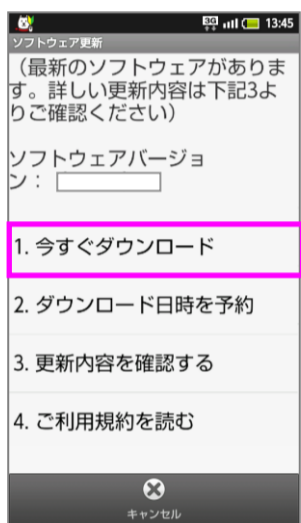 3G 13:45
ソフトウェア更新
（最新のソフトウェアがありま
す。詳しい更新内容は下記3よ
りご確認ください）
ソフトウェアバージョ
ン：
1. 今すぐダウンロード
2. ダウンロード日時を予約
3. 更新内容を確認する
4. ご利用規約を読む
キャンセル